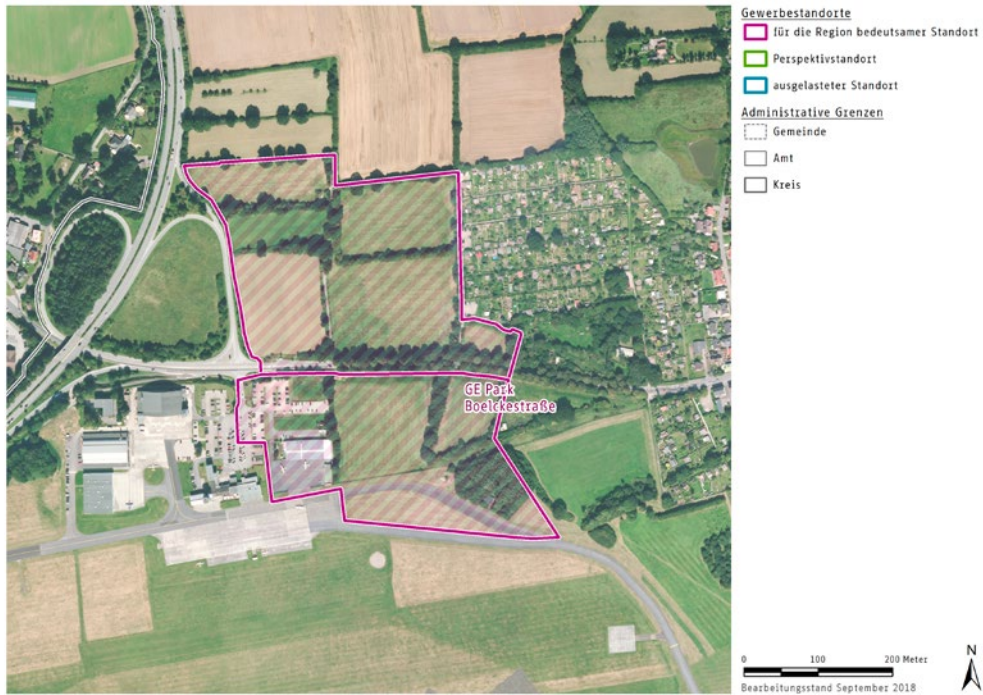 Gewerbestandorte
für die Region bedeutsamer Standort
Perspektivstandort
ausgelasteter Standort
Administrative Grenzen
Gemeinde
Amt
Kreis
GE Park
Boelckestraße
0 100 200 Meter
Bearbeitungsstand September 2018
N